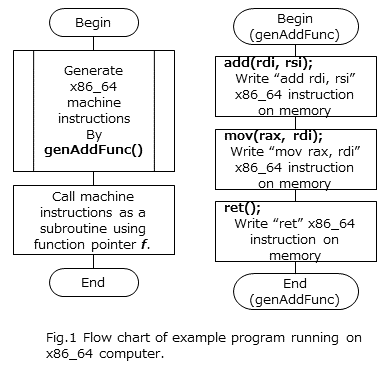 Begin
Generate
x86_64
machine
instructions
By
genAddFunc()
Call machine
instructions as a
subroutine using
function pointer f.
End
Begin
(genAddFunc)
add(rdi, rsi);
Write “add rdi, rsi”
x86_64 instruction
on memory
mov(rax, rdi);
Write “mov rax, rdi”
x86_64 instruction
on memory
ret();
Write “ret” x86_64
instruction on
memory
End
(genAddFunc)
Fig.1 Flow chart of example program running on
x86_64 computer.